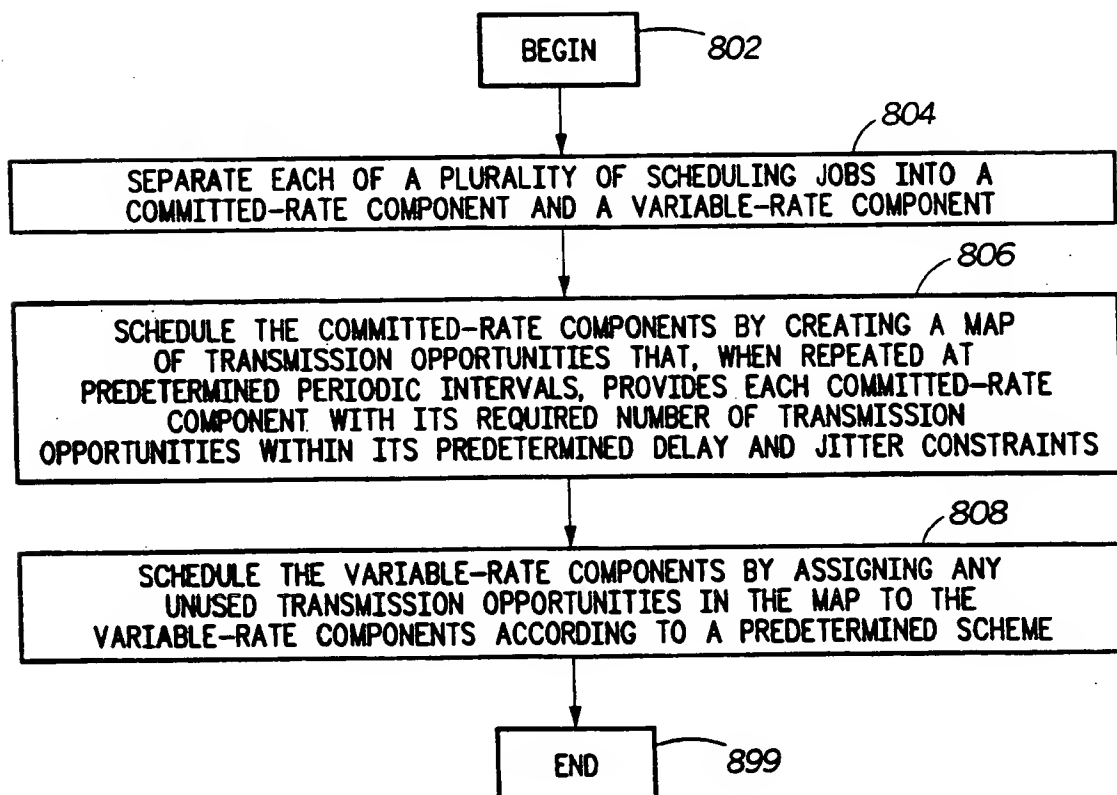 BEGIN
802
804
SEPARATE EACH OF A PLURALITY OF SCHEDULING JOBS INTO A
COMMITTED-RATE COMPONENT AND A VARIABLE-RATE COMPONENT
806
SCHEDULE THE COMMITTED-RATE COMPONENTS BY CREATING A MAP
OF TRANSMISSION OPPORTUNITIES THAT, WHEN REPEATED AT
PREDETERMINED PERIODIC INTERVALS, PROVIDES EACH COMMITTED-RATE
COMPONENT WITH ITS REQUIRED NUMBER OF TRANSMISSION
OPPORTUNITIES WITHIN ITS PREDETERMINED DELAY AND JITTER CONSTRAINTS
808
SCHEDULE THE VARIABLE-RATE COMPONENTS BY ASSIGNING ANY
UNUSED TRANSMISSION OPPORTUNITIES IN THE MAP TO THE
VARIABLE-RATE COMPONENTS ACCORDING TO A PREDETERMINED SCHEME
END
899